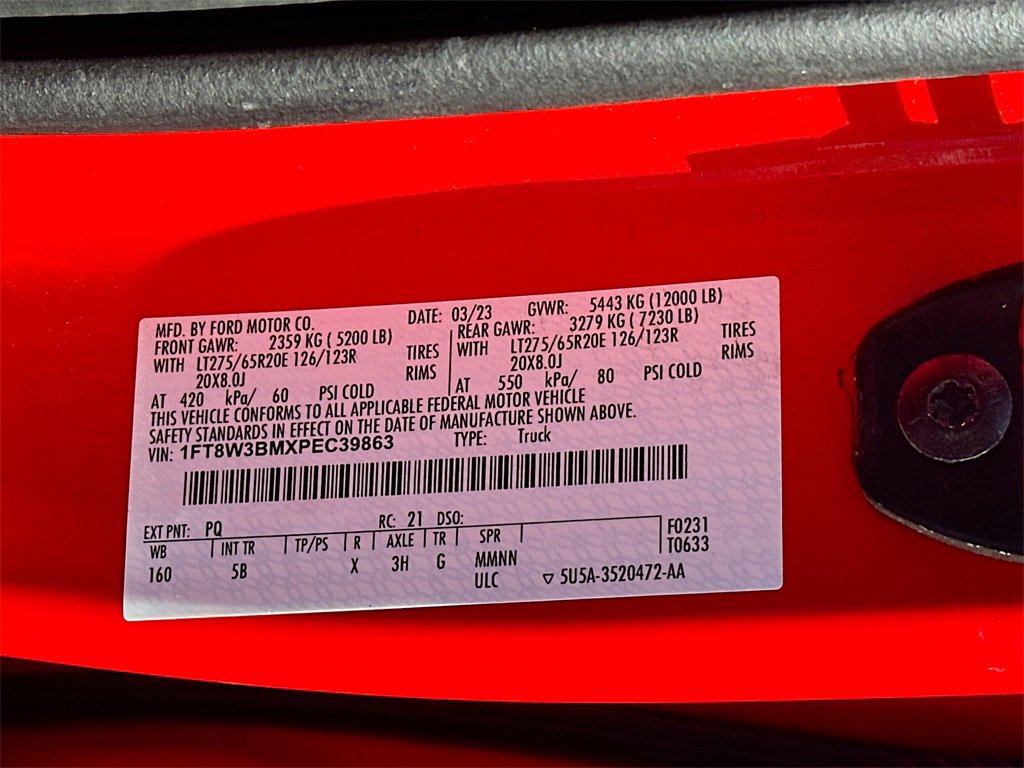 MFD. BY FORD MOTOR CO. DATE: 03/23 GVWR: 5443 KG (12000 LB)
FRONT GAWR: 2359 KG ( 5200 LB) REAR GAWR: 3279 KG ( 7230 LB)
WITH LT275/65R20E 126/123R TIRES WITH LT275/65R20E 126/123R TIRES
20X8.0J RIMS 20X8.0J RIMS
AT 420 kPa/ 60 PSI COLD AT 550 kPa/ 80 PSI COLD
THIS VEHICLE CONFORMS TO ALL APPLICABLE FEDERAL MOTOR VEHICLE
SAFETY STANDARDS IN EFFECT ON THE DATE OF MANUFACTURE SHOWN ABOVE.
VIN: 1FT8W3BMXPEC39863 TYPE: Truck
EXT PNT: PQ RC: 21 DSO:
WB INT TR TP/PS R AXLE TR SPR F0231
160 5B X 3H G MMNN T0633
ULC ▽ 5U5A-3520472-AA